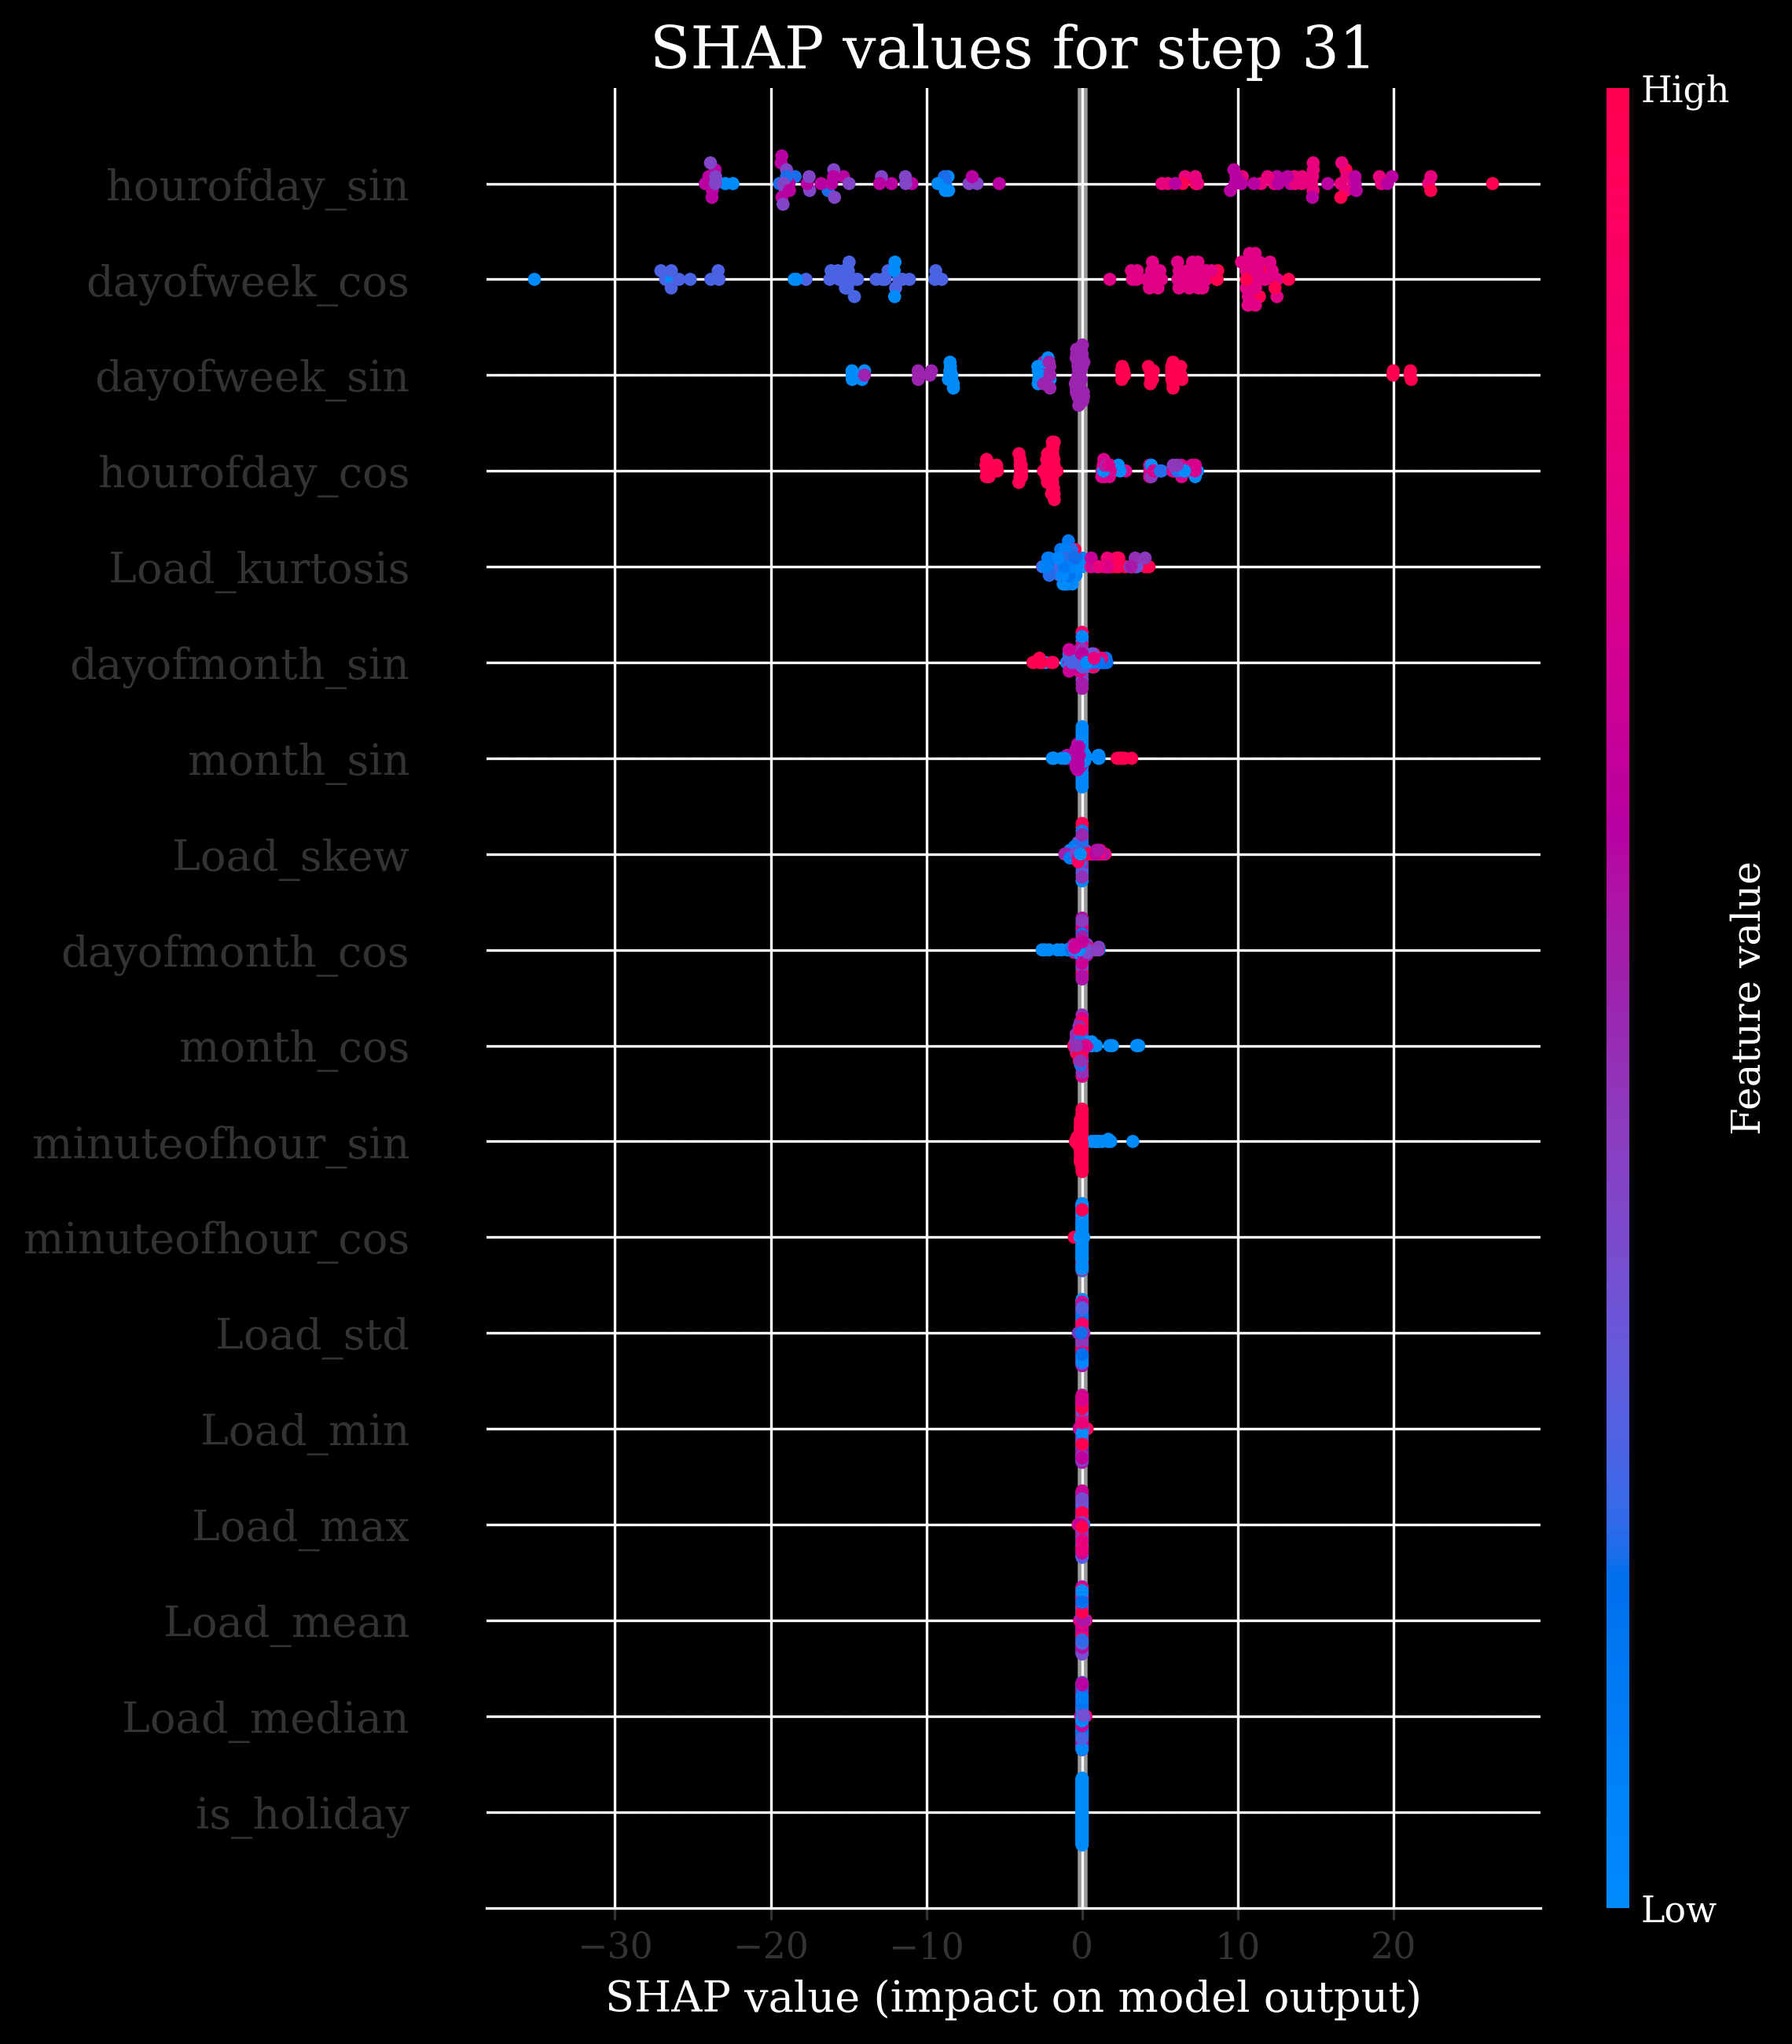 SHAP values for step 31
High
hourofday_sin
dayofweek_cos
dayofweek_sin
hourofday_cos
Load_kurtosis
dayofmonth_sin
month_sin
Load_skew
dayofmonth_cos
month_cos
minuteofhour_sin
minuteofhour_cos
Load_std
Load_min
Load_max
Load_mean
Load_median
is_holiday
Feature value
Low
−30 −20 −10 0 10 20
SHAP value (impact on model output)